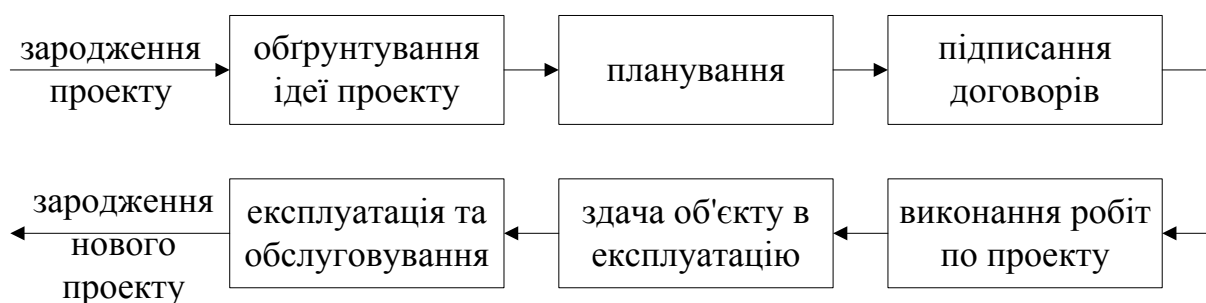 зародження
проекту
обґрунтування
ідеї проекту
планування
підписання
договорів
зародження
нового
проекту
експлуатація та
обслуговування
здача об'єкту в
експлуатацію
виконання робіт
по проекту